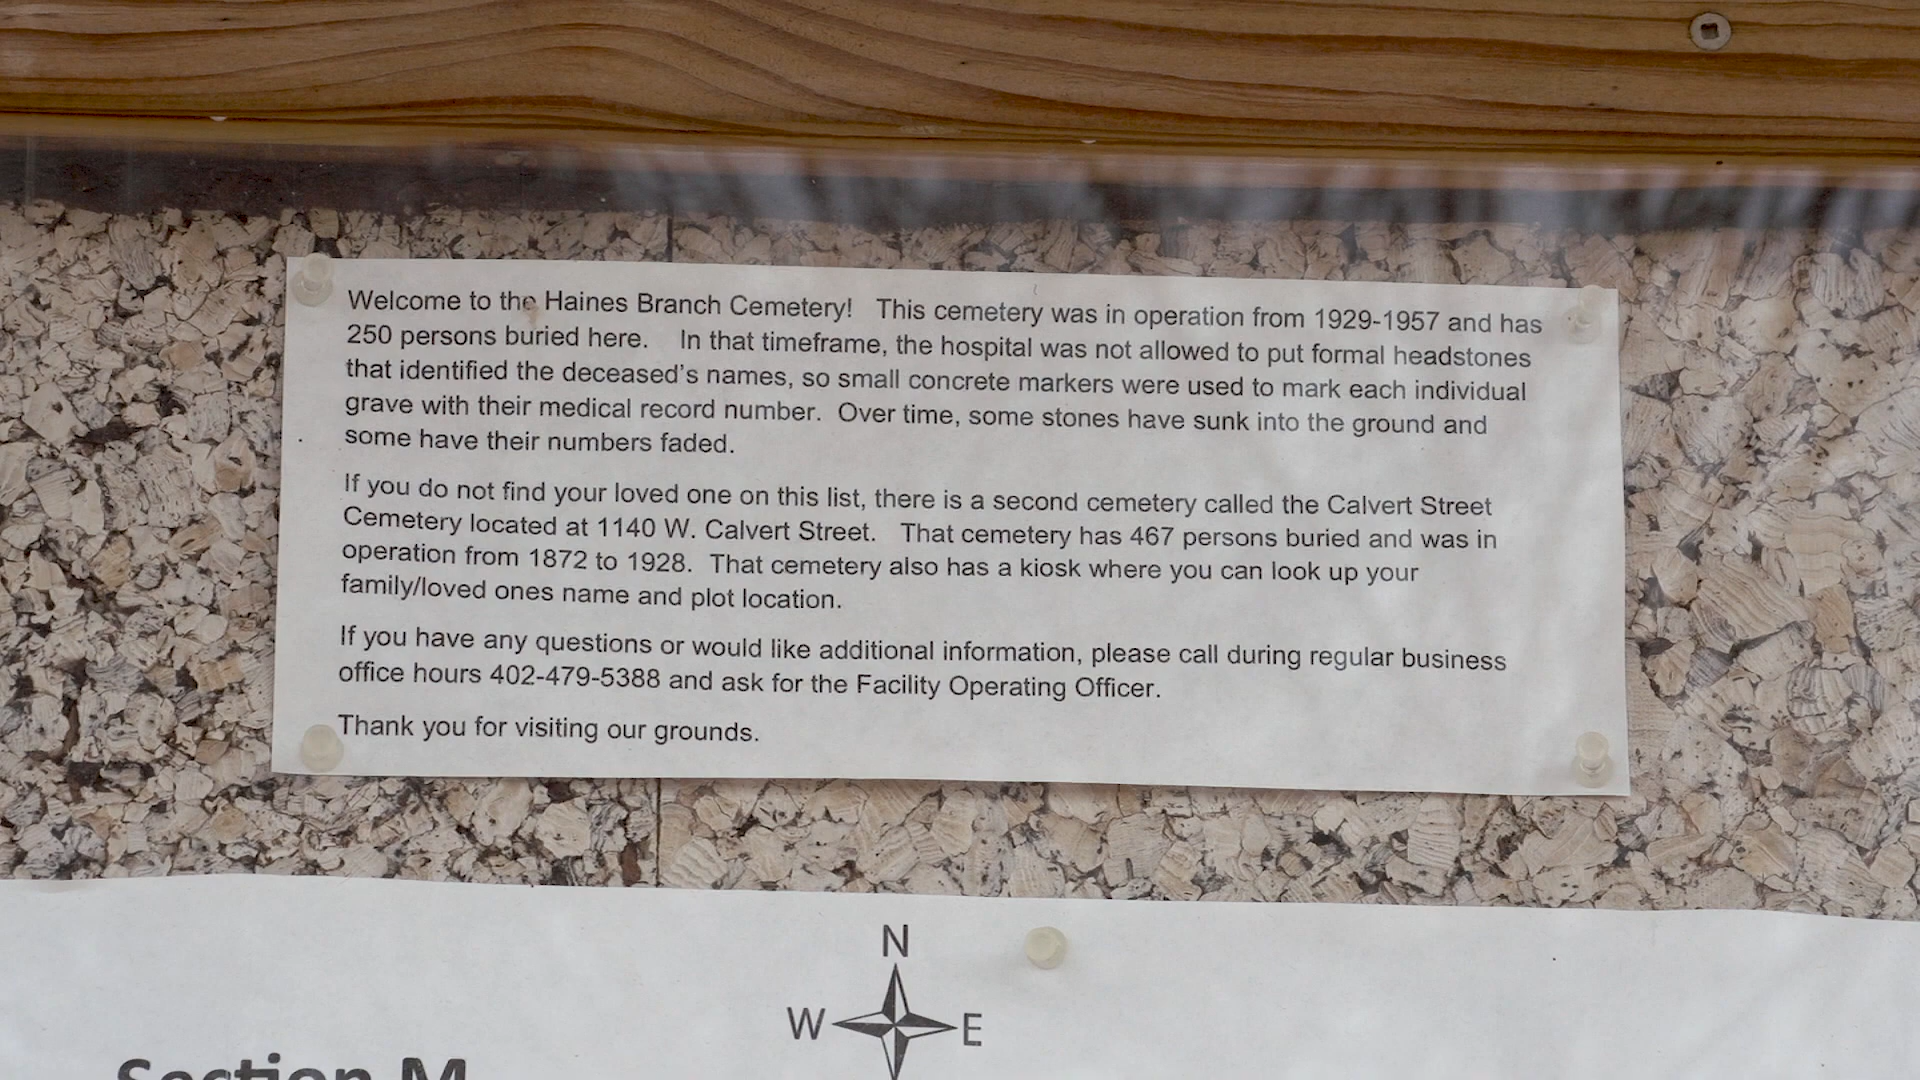 Welcome to the Haines Branch Cemetery! This cemetery was in operation from 1929-1957 and has
250 persons buried here. In that timeframe, the hospital was not allowed to put formal headstones
that identified the deceased's names, so small concrete markers were used to mark each individual
grave with their medical record number. Over time, some stones have sunk into the ground and
some have their numbers faded.
If you do not find your loved one on this list, there is a second cemetery called the Calvert Street
Cemetery located at 1140 W. Calvert Street. That cemetery has 467 persons buried and was in
operation from 1872 to 1928. That cemetery also has a kiosk where you can look up your
family/loved ones name and plot location.
If you have any questions or would like additional information, please call during regular business
office hours 402-479-5388 and ask for the Facility Operating Officer.
Thank you for visiting our grounds.
N
W E
Section M